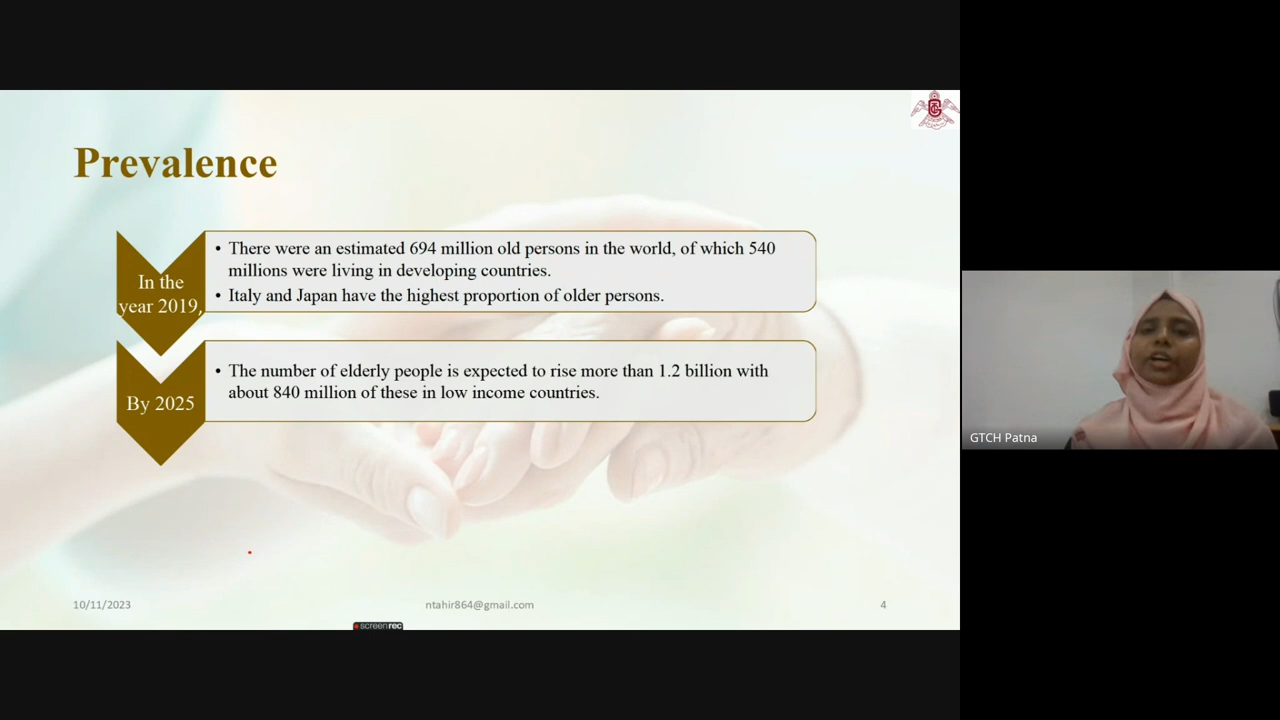 Prevalence
In the
year 2019,
• There were an estimated 694 million old persons in the world, of which 540
millions were living in developing countries.
• Italy and Japan have the highest proportion of older persons.
By 2025
• The number of elderly people is expected to rise more than 1.2 billion with
about 840 million of these in low income countries.
10/11/2023
ntahir864@gmail.com
4
screenrec
GTCH Patna